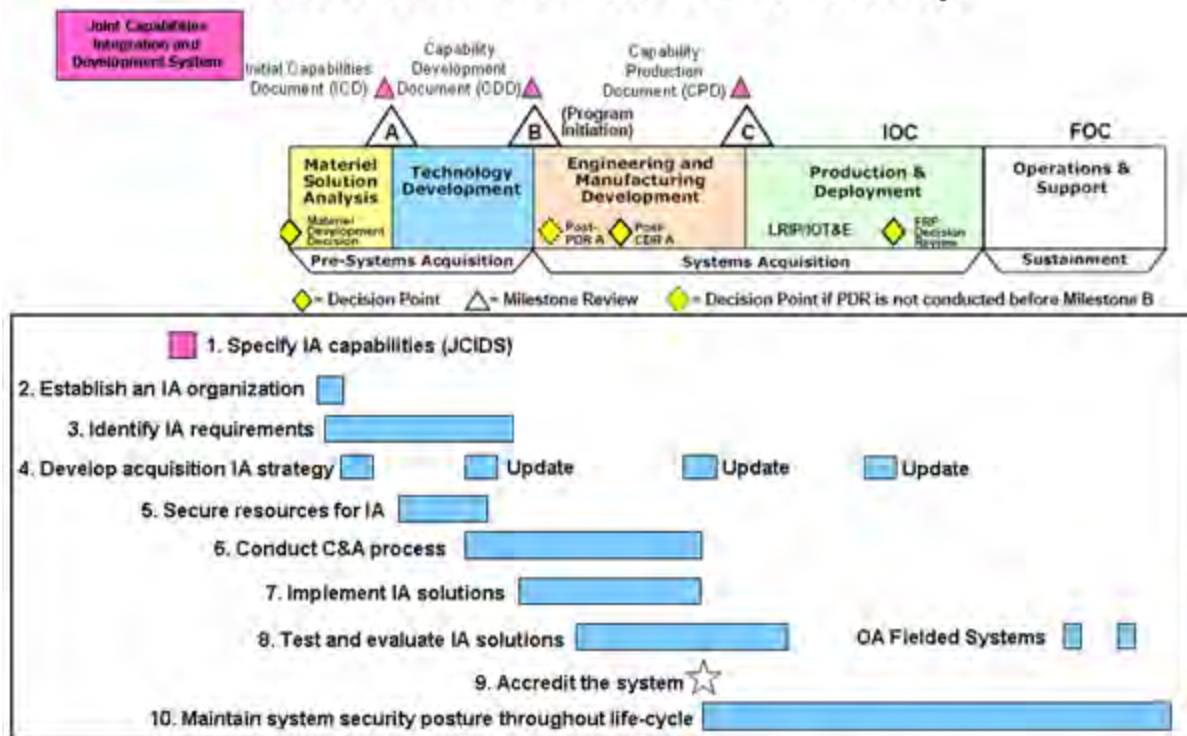 Joint Capabilities
Integration and
Development System
Initial Capabilities
Document (ICD)
Capability
Development
Document (CDD)
Capability
Production
Document (CPD)
A
B
(Program
Initiation)
C
IOC
FOC
Materiel
Solution
Analysis
Technology
Development
Engineering and
Manufacturing
Development
Production &
Deployment
Operations &
Support
Materiel
Development
Decision
Post-
PDR A
Post-
CDR A
LRIP/IOT&E
FRP
Decision
Review
Pre-Systems Acquisition
Systems Acquisition
Sustainment
= Decision Point
= Milestone Review
= Decision Point if PDR is not conducted before Milestone B
1. Specify IA capabilities (JCIDS)
2. Establish an IA organization
3. Identify IA requirements
4. Develop acquisition IA strategy
Update
Update
Update
5. Secure resources for IA
6. Conduct C&A process
7. Implement IA solutions
8. Test and evaluate IA solutions
OA Fielded Systems
9. Accredit the system
10. Maintain system security posture throughout life-cycle